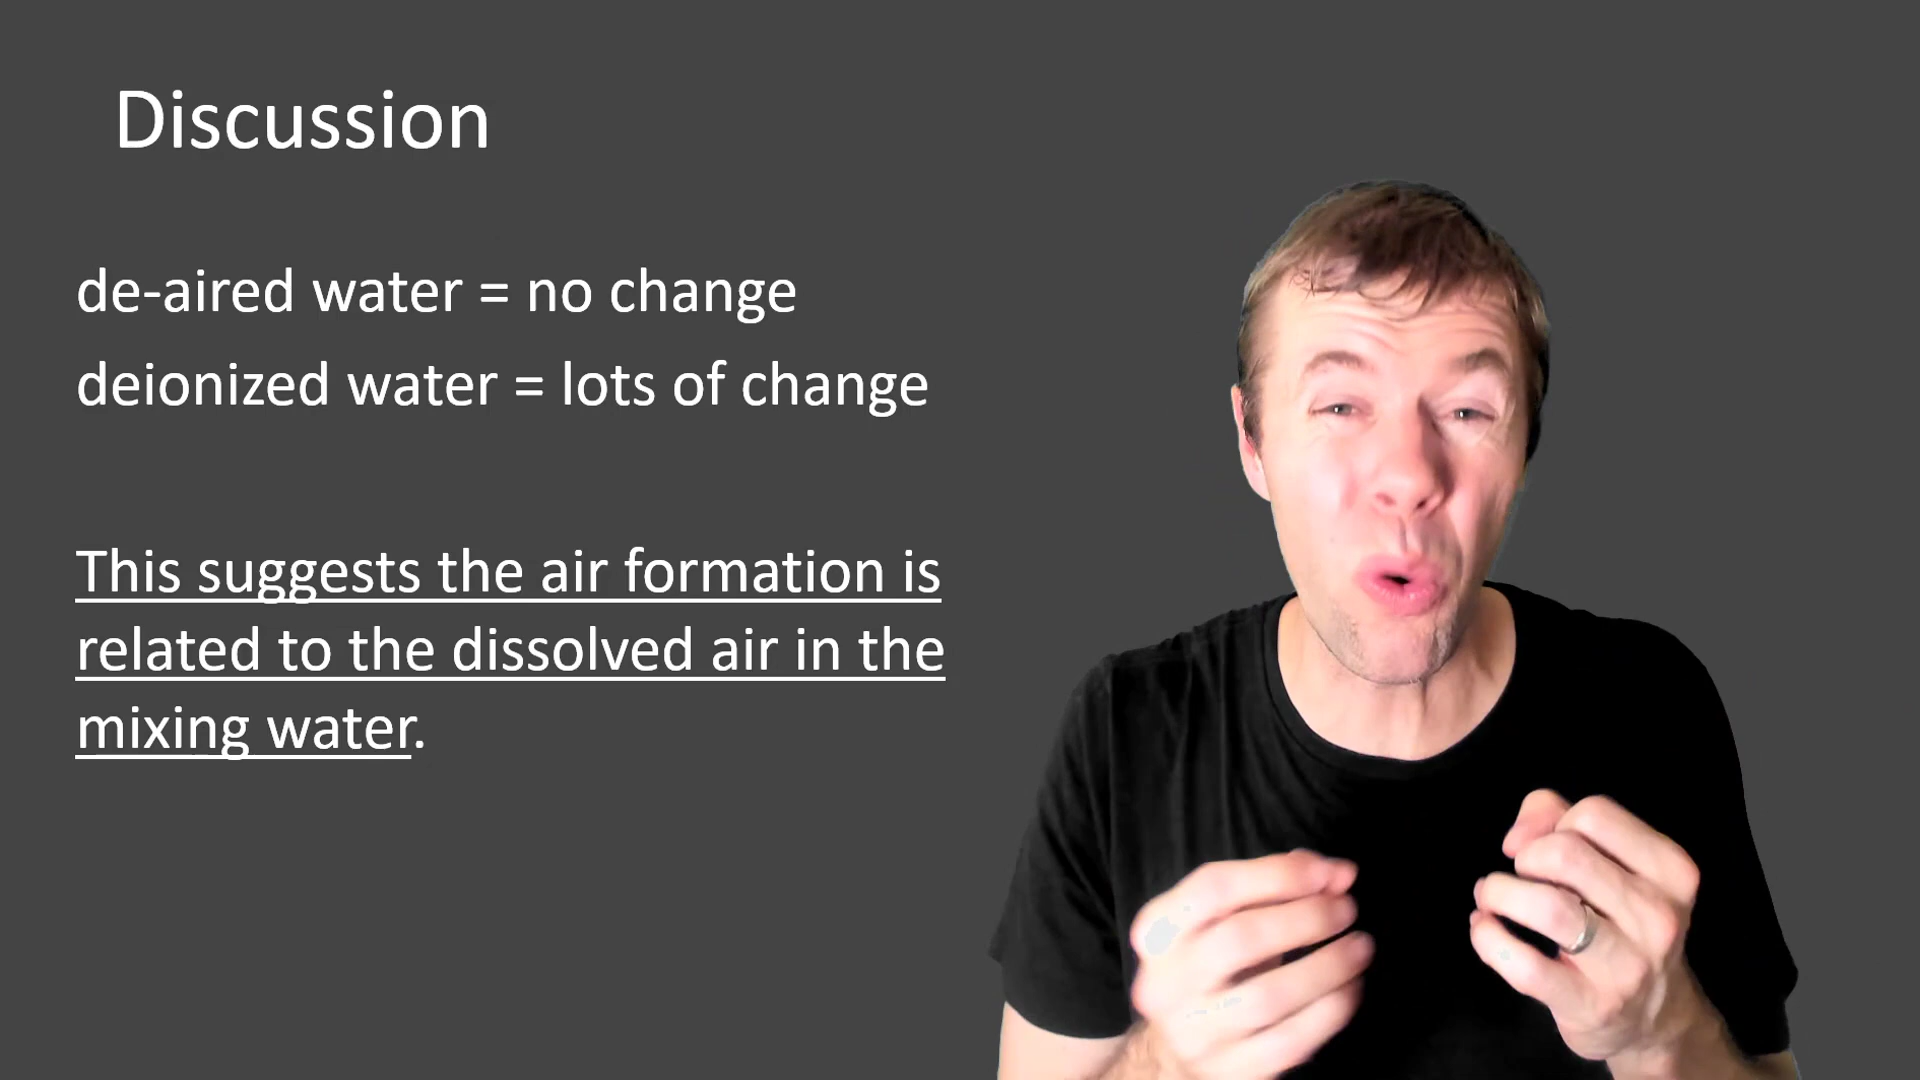 Discussion
de-aired water = no change
deionized water = lots of change
This suggests the air formation is
related to the dissolved air in the
mixing water.